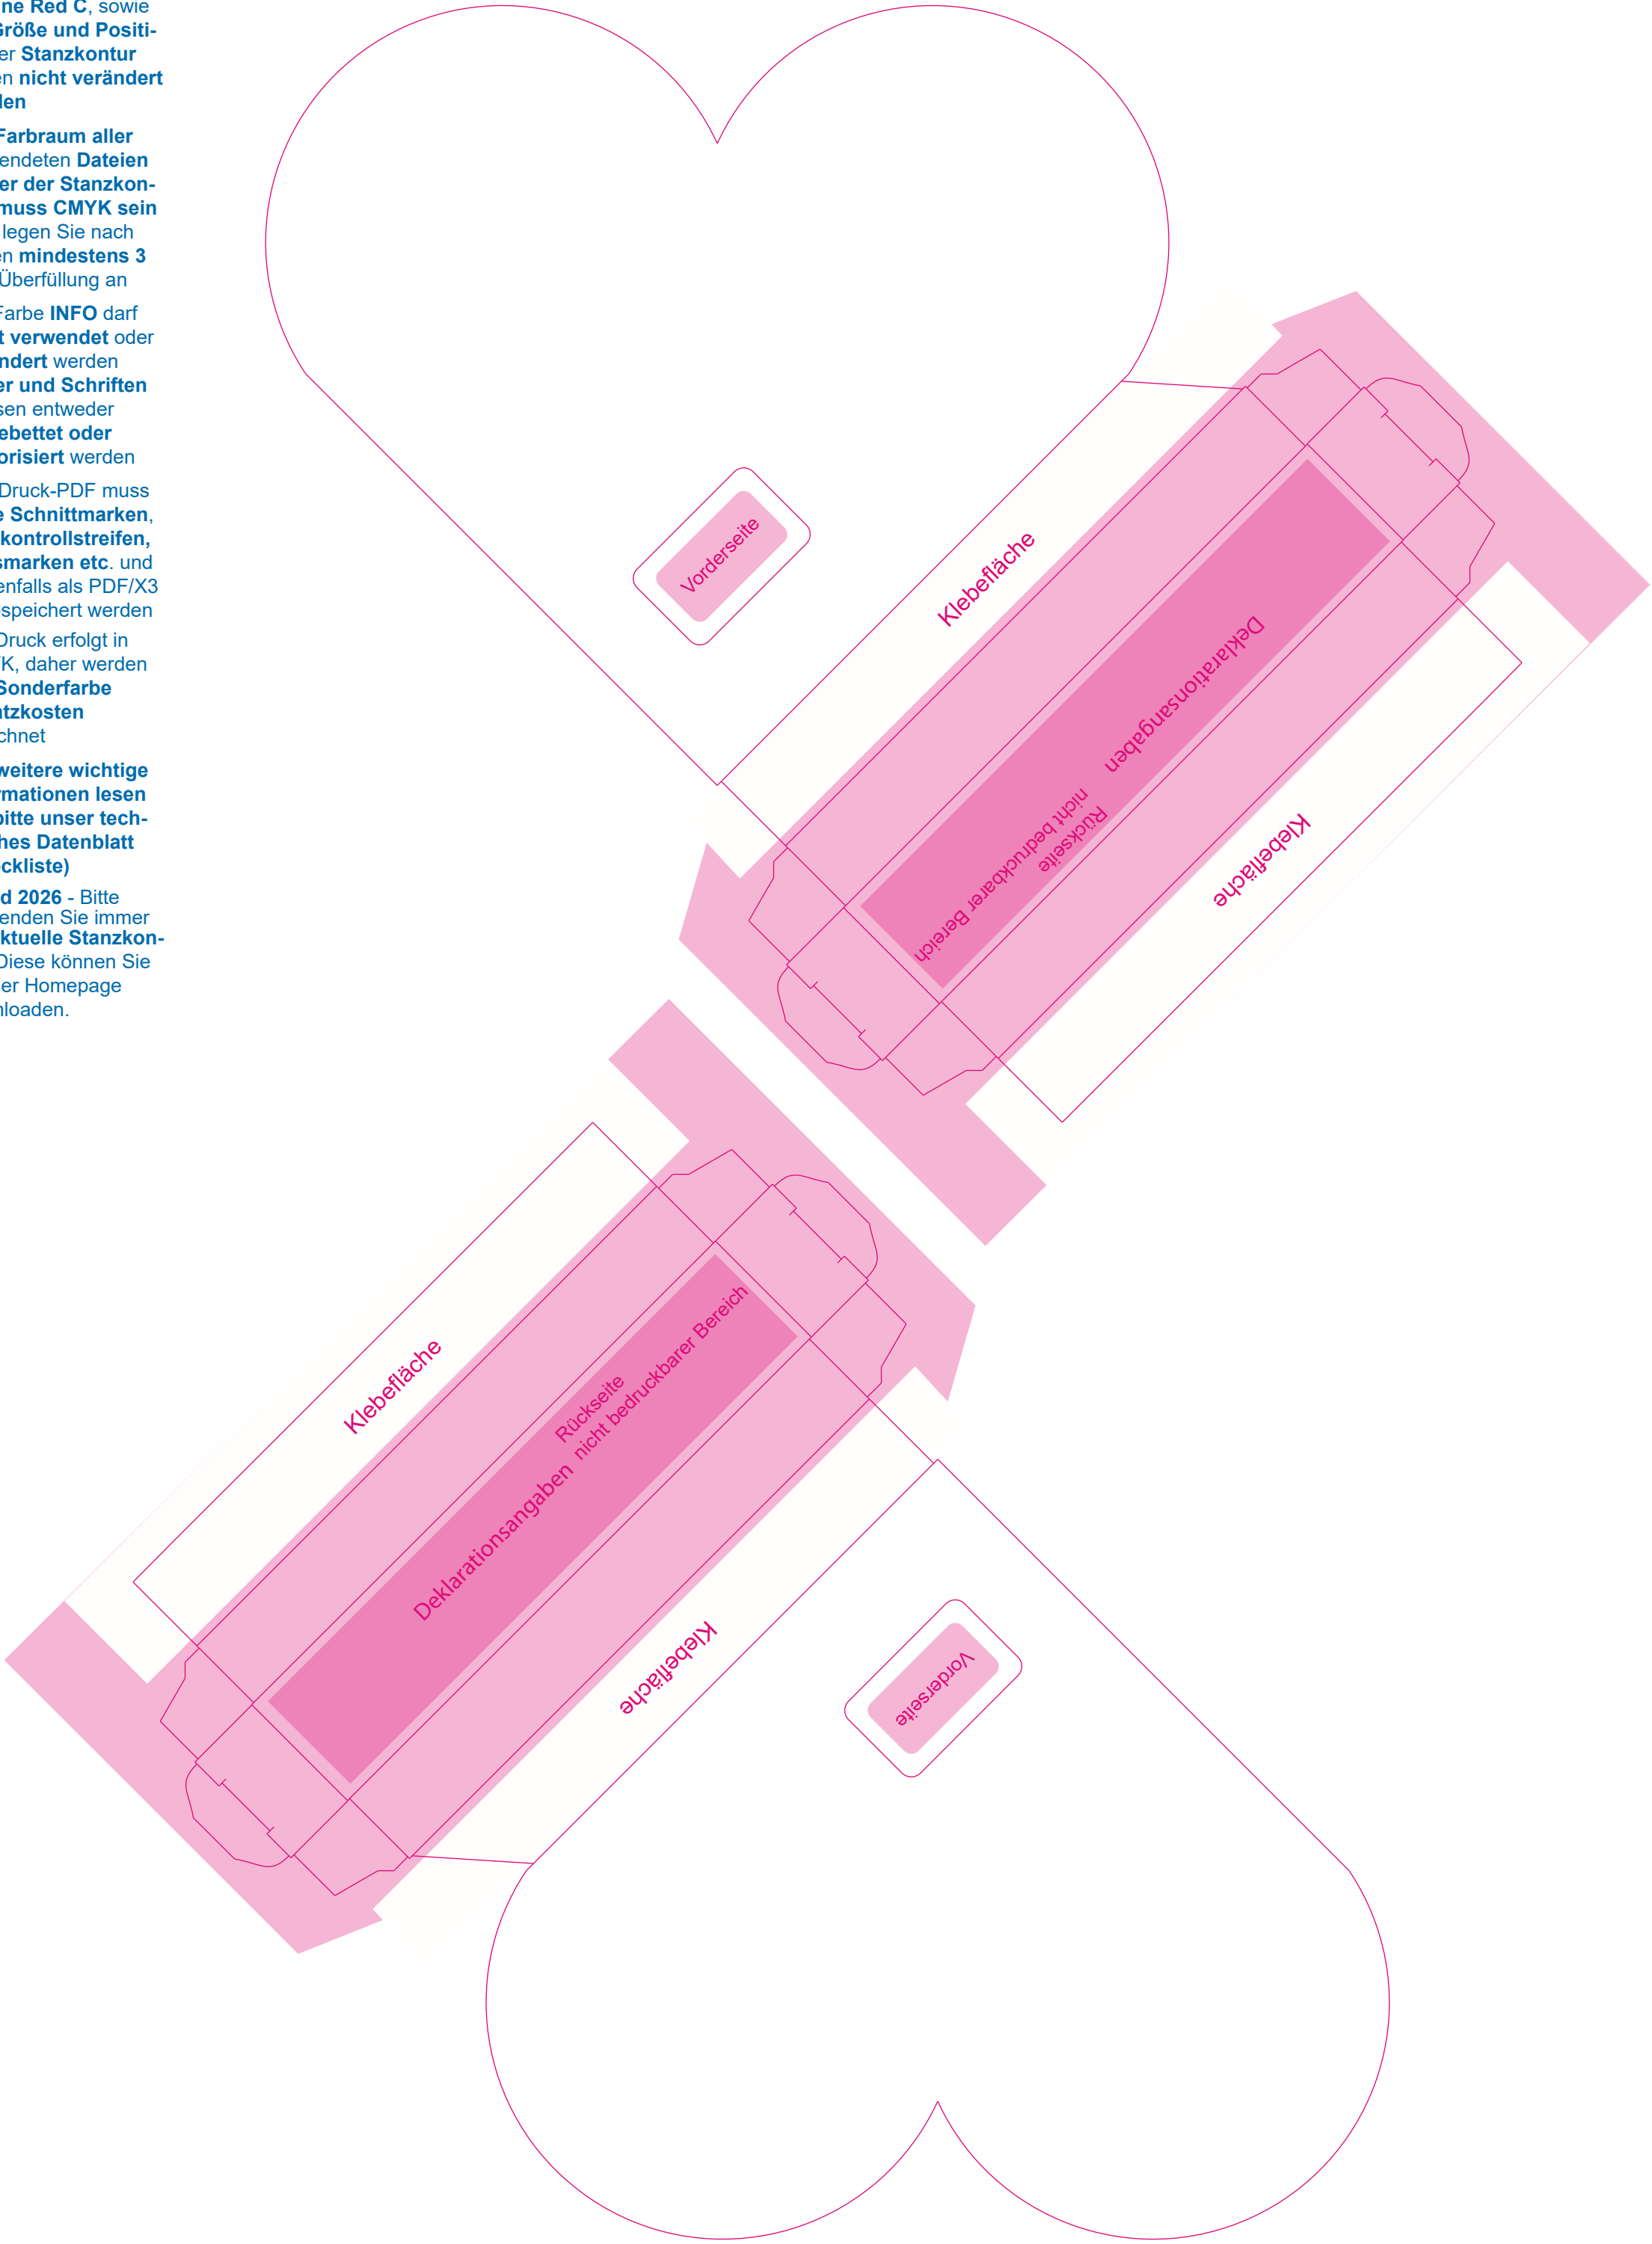 ne Red C, sowie
Größe und Positi-
er Stanzkontur
en nicht verändert
den
Farbraum aller
endeten Dateien
er der Stanzkon-
muss CMYK sein
legen Sie nach
en mindestens 3
Überfüllung an
Farbe INFO darf
t verwendet oder
ndert werden
er und Schriften
sen entweder
ebettet oder
orisiert werden
Druck-PDF muss
e Schnittmarken,
kontrollstreifen,
smarken etc. und
enfalls als PDF/X3
speichert werden
Druck erfolgt in
K, daher werden
Sonderfarbe
atzkosten
chnet
weitere wichtige
rmationen lesen
bitte unser tech-
hes Datenblatt
ckliste)
d 2026 - Bitte
enden Sie immer
ktuelle Stanzkon-
Diese können Sie
er Homepage
nloaden.
Vorderseite
Klebefläche
Deklarationsangaben
Rückseite
nicht bedruckbarer Bereich
Klebefläche
Klebefläche
Rückseite
nicht bedruckbarer Bereich
Deklarationsangaben
Klebefläche
Vorderseite